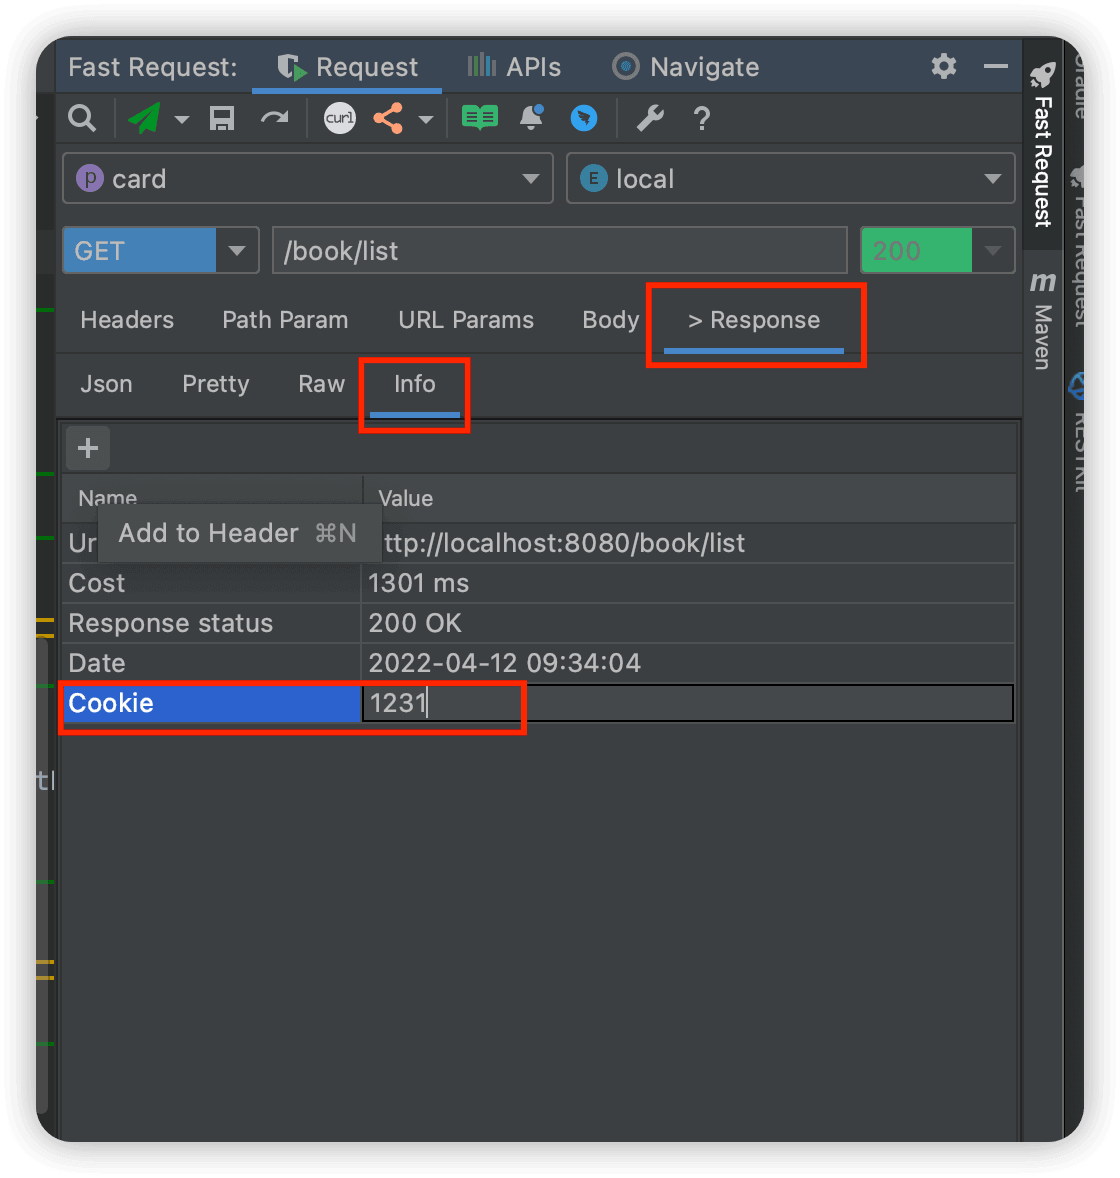 Fast Request: Request APIs Navigate
curl ?
p card E local
GET /book/list 200
Headers Path Param URL Params Body > Response
Json Pretty Raw Info
+
Name Value
Add to Header ⌘N
Ur ttp://localhost:8080/book/list
Cost 1301 ms
Response status 200 OK
Date 2022-04-12 09:34:04
Cookie 1231
Fast Request
m Maven
Fast Request